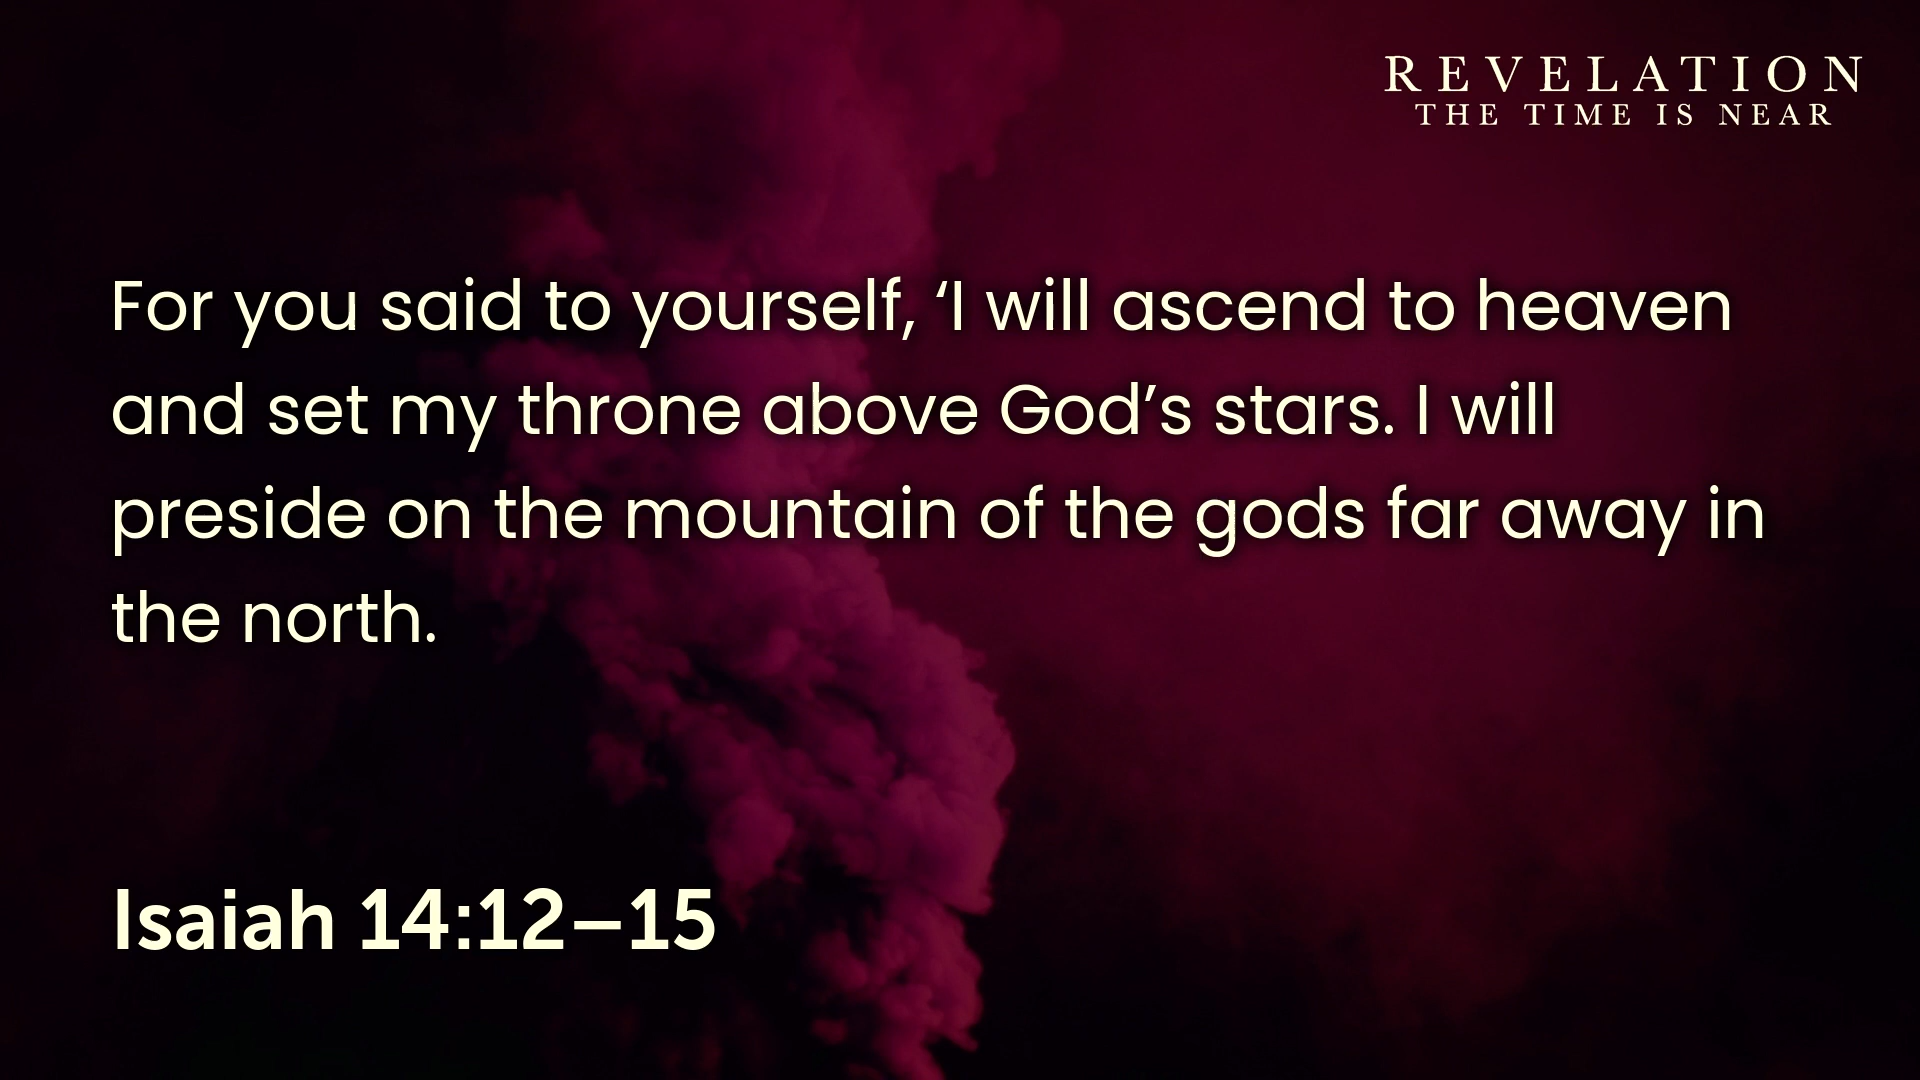 REVELATION
THE TIME IS NEAR
For you said to yourself, ‘I will ascend to heaven
and set my throne above God’s stars. I will
preside on the mountain of the gods far away in
the north.
Isaiah 14:12–15